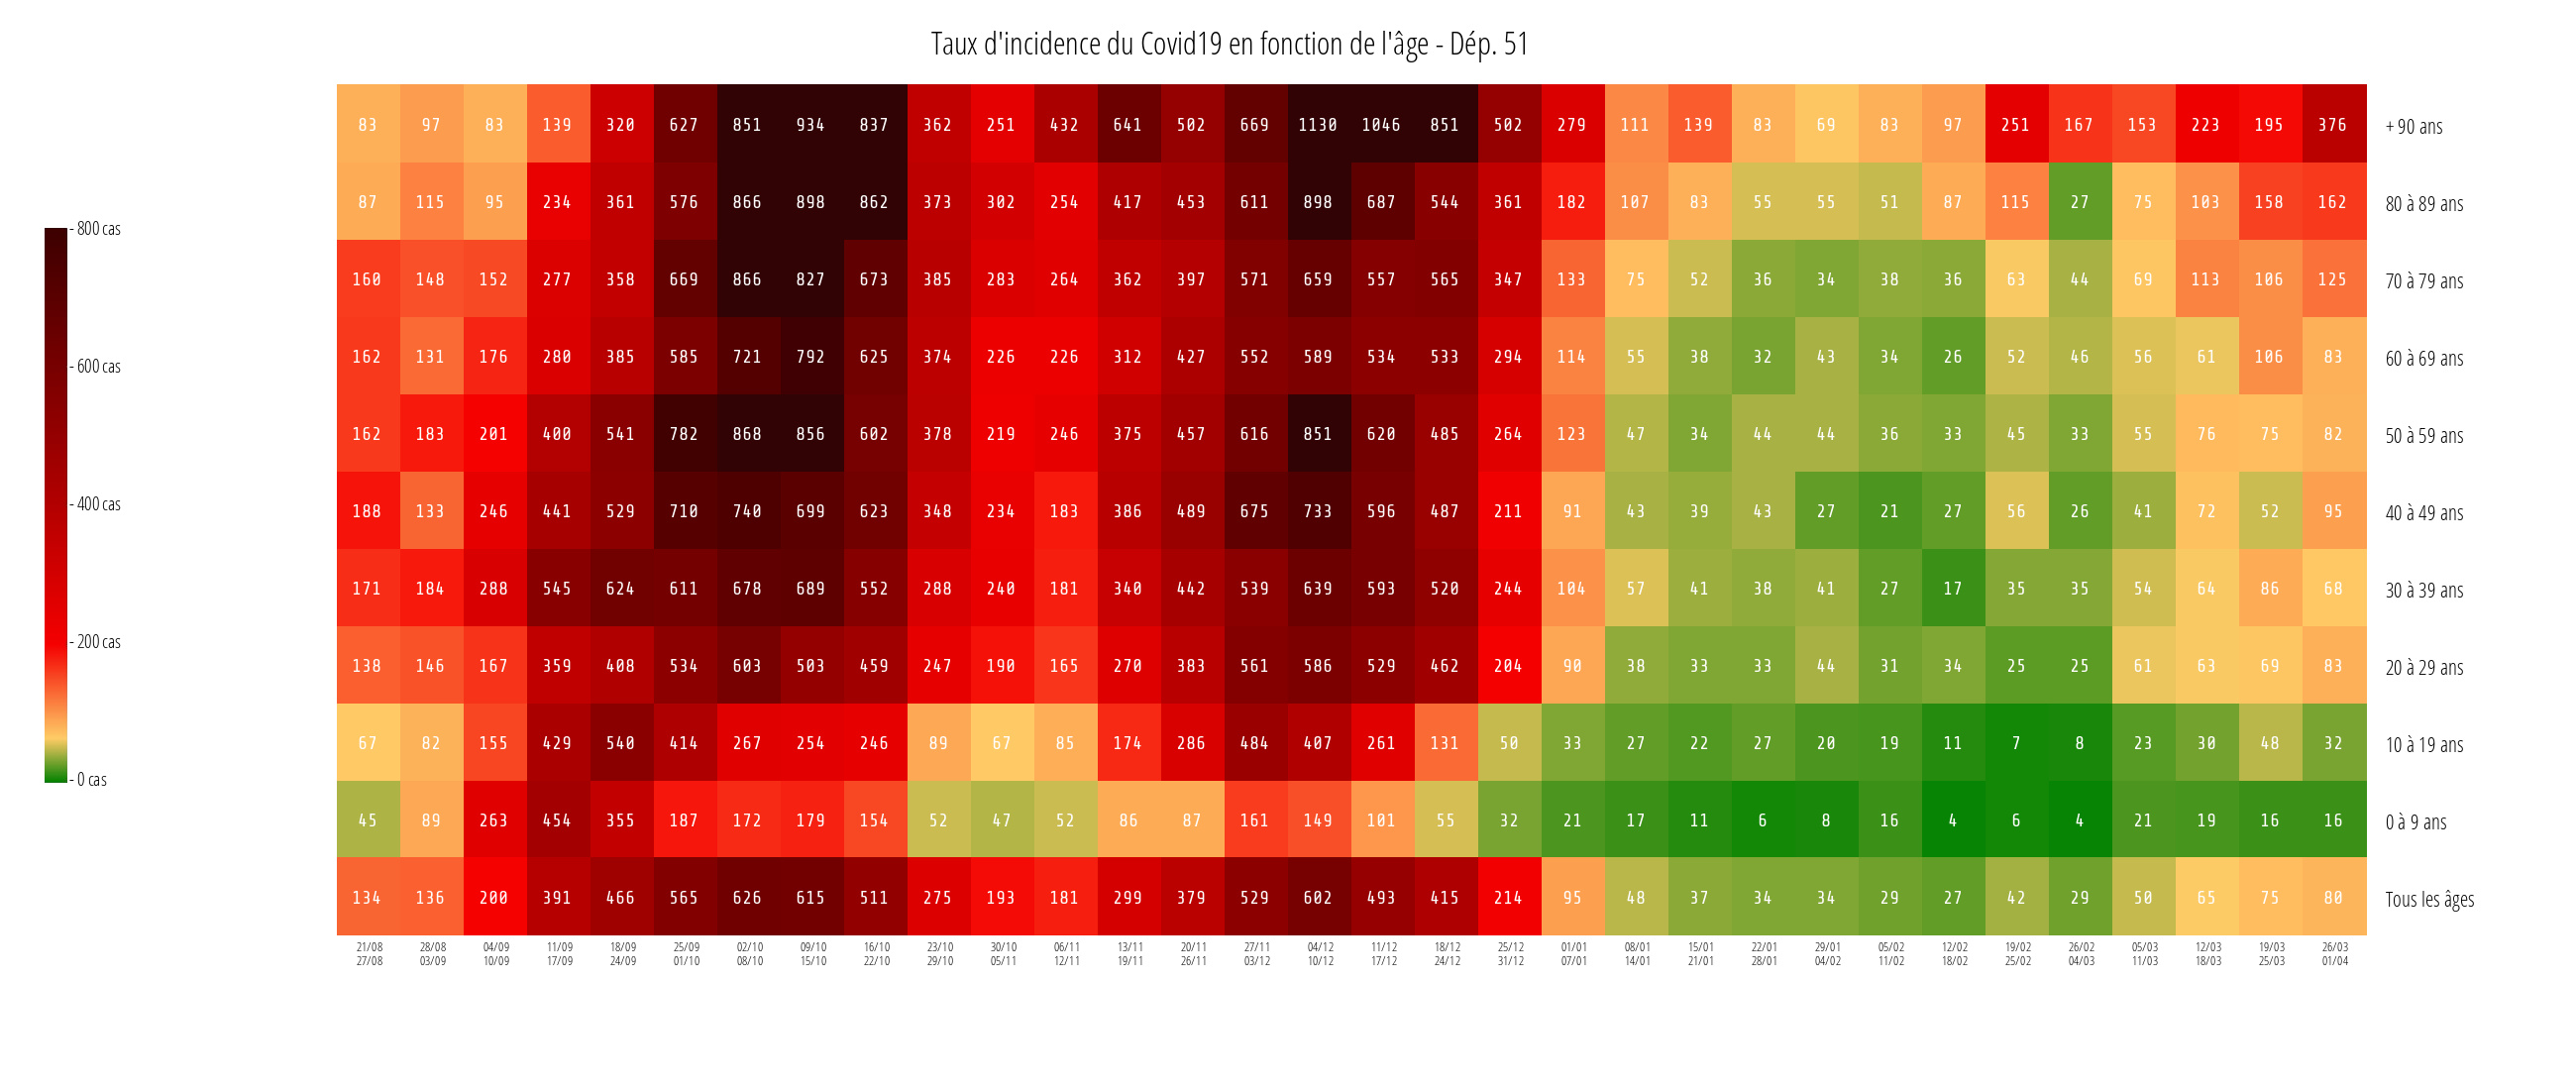 Taux d'incidence du Covid19 en fonction de l'âge - Dép. 51
- 800 cas
- 600 cas
- 400 cas
- 200 cas
- 0 cas
83 97 83 139 320 627 851 934 837 362 251 432 641 502 669 1130 1046 851 502 279 111 139 83 69 83 97 251 167 153 223 195 376 + 90 ans
87 115 95 234 361 576 866 898 862 373 302 254 417 453 611 898 687 544 361 182 107 83 55 55 51 87 115 27 75 103 158 162 80 à 89 ans
160 148 152 277 358 669 866 827 673 385 283 264 362 397 571 659 557 565 347 133 75 52 36 34 38 36 63 44 69 113 106 125 70 à 79 ans
162 131 176 280 385 585 721 792 625 374 226 226 312 427 552 589 534 533 294 114 55 38 32 43 34 26 52 46 56 61 106 83 60 à 69 ans
162 183 201 400 541 782 868 856 602 378 219 246 375 457 616 851 620 485 264 123 47 34 44 44 36 33 45 33 55 76 75 82 50 à 59 ans
188 133 246 441 529 710 740 699 623 348 234 183 386 489 675 733 596 487 211 91 43 39 43 27 21 27 56 26 41 72 52 95 40 à 49 ans
171 184 288 545 624 611 678 689 552 288 240 181 340 442 539 639 593 520 244 104 57 41 38 41 27 17 35 35 54 64 86 68 30 à 39 ans
138 146 167 359 408 534 603 503 459 247 190 165 270 383 561 586 529 462 204 90 38 33 33 44 31 34 25 25 61 63 69 83 20 à 29 ans
67 82 155 429 540 414 267 254 246 89 67 85 174 286 484 407 261 131 50 33 27 22 27 20 19 11 7 8 23 30 48 32 10 à 19 ans
45 89 263 454 355 187 172 179 154 52 47 52 86 87 161 149 101 55 32 21 17 11 6 8 16 4 6 4 21 19 16 16 0 à 9 ans
134 136 200 391 466 565 626 615 511 275 193 181 299 379 529 602 493 415 214 95 48 37 34 34 29 27 42 29 50 65 75 80 Tous les âges
21/08 28/08 04/09 11/09 18/09 25/09 02/10 09/10 16/10 23/10 30/10 06/11 13/11 20/11 27/11 04/12 11/12 18/12 25/12 01/01 08/01 15/01 22/01 29/01 05/02 12/02 19/02 26/02 05/03 12/03 19/03 26/03
27/08 03/09 10/09 17/09 24/09 01/10 08/10 15/10 22/10 29/10 05/11 12/11 19/11 26/11 03/12 10/12 17/12 24/12 31/12 07/01 14/01 21/01 28/01 04/02 11/02 18/02 25/02 04/03 11/03 18/03 25/03 01/04